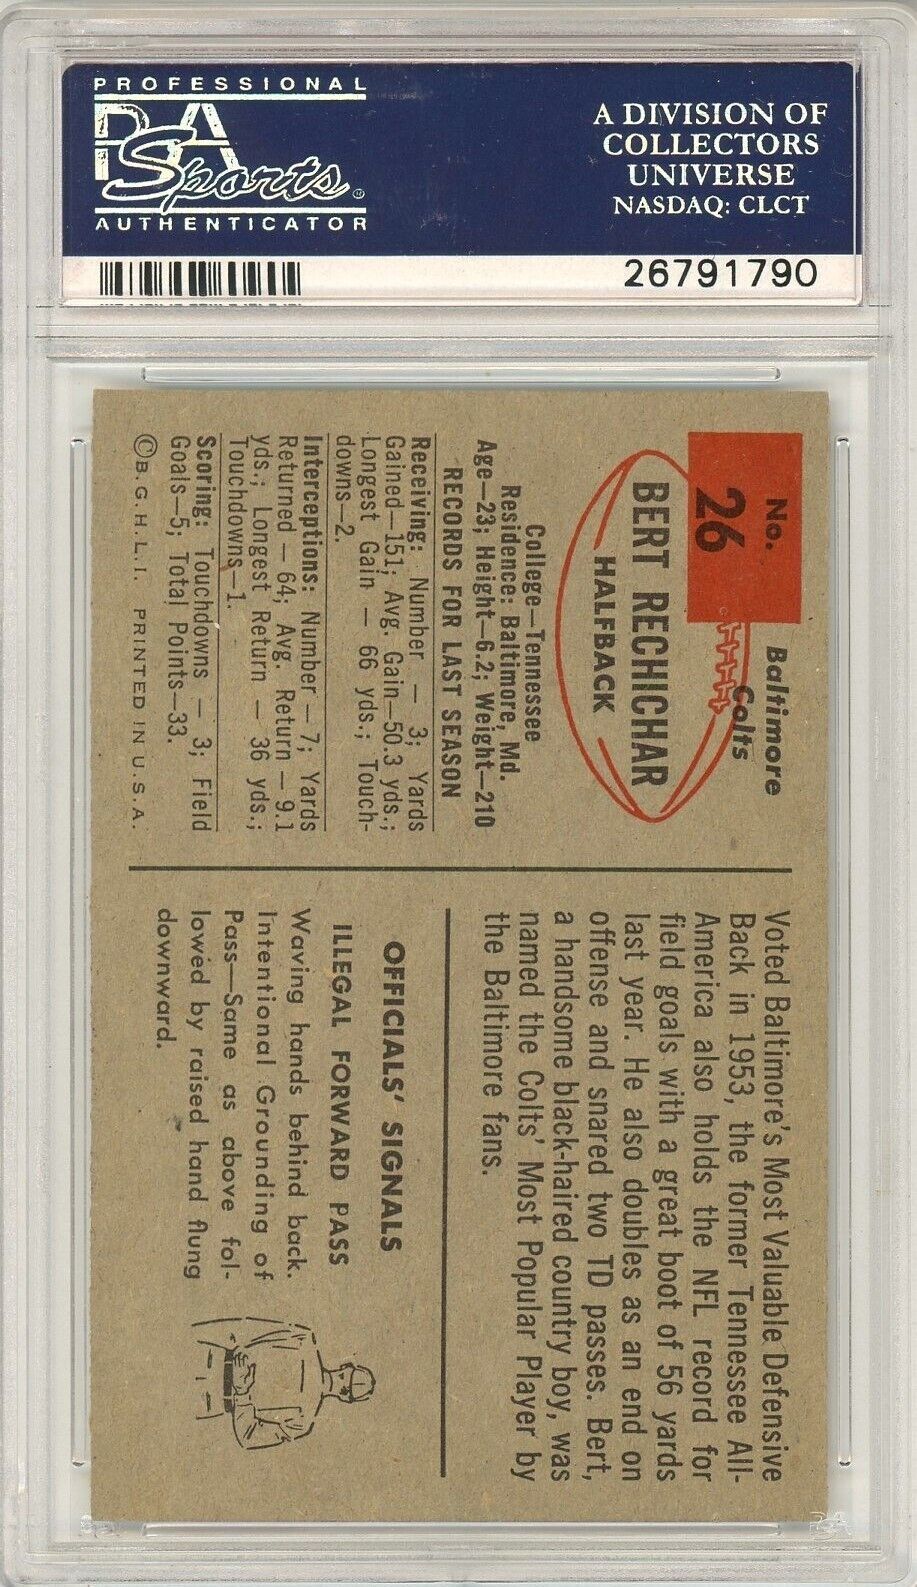 PROFESSIONAL
PSA
Sports
AUTHENTICATOR
A DIVISION OF
COLLECTORS
UNIVERSE
NASDAQ: CLCT
26791790
No.
26
Baltimore
Colts
BERT RECHICHAR
HALFBACK
College—Tennessee
Residence: Baltimore, Md.
Age—23; Height—6.2; Weight—210
RECORDS FOR LAST SEASON
Receiving: Number — 3; Yards
Gained—151; Avg. Gain—50.3 yds.;
Longest Gain — 66 yds.; Touch-
downs—2.
Interceptions: Number — 7; Yards
Returned — 64; Avg. Return — 9.1
yds.; Longest Return — 36 yds.;
Touchdowns—1.
Scoring: Touchdowns — 3; Field
Goals—5; Total Points—33.
©B.G.H.L.I. PRINTED IN U.S.A.
Voted Baltimore's Most Valuable Defensive
Back in 1953, the former Tennessee All-
America also holds the NFL record for
field goals with a great boot of 56 yards
last year. He also doubles as an end on
offense and snared two TD passes. Bert,
a handsome black-haired country boy, was
named the Colts' Most Popular Player by
the Baltimore fans.
OFFICIALS' SIGNALS
ILLEGAL FORWARD PASS
Waving hands behind back.
Intentional Grounding of
Pass—Same as above fol-
lowed by raised hand flung
downward.